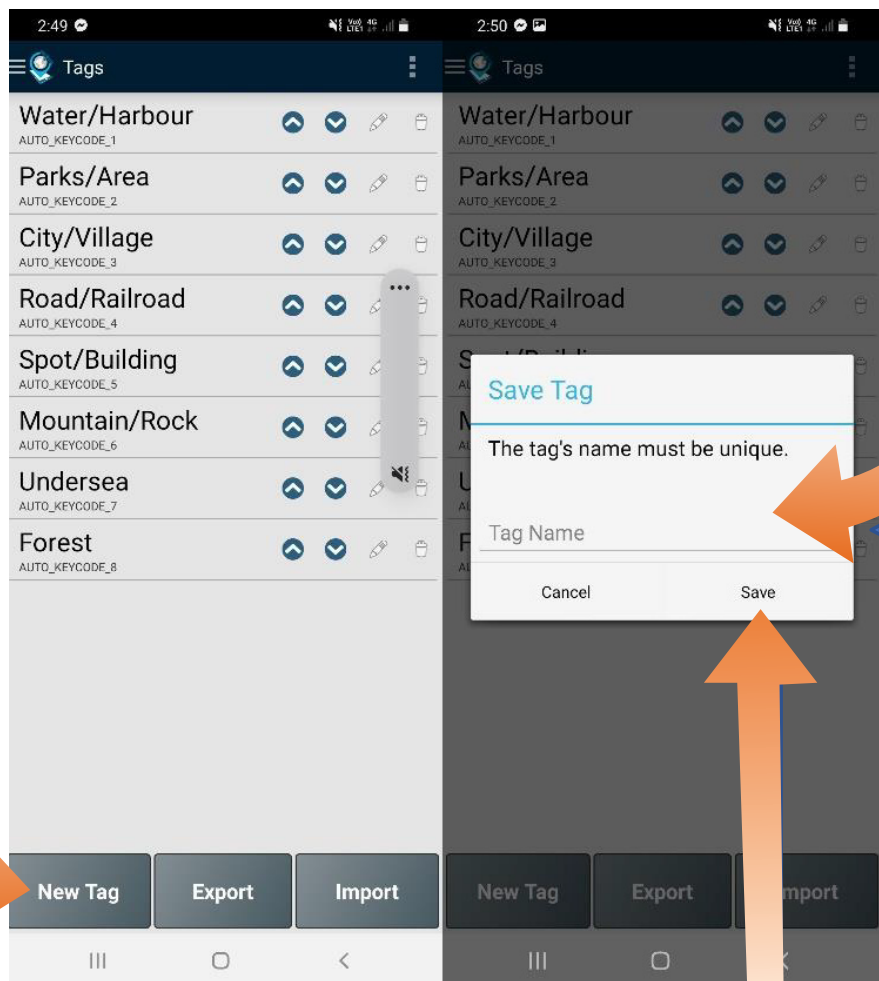 2:49
Tags
Water/Harbour
AUTO_KEYCODE_1
Parks/Area
AUTO_KEYCODE_2
City/Village
AUTO_KEYCODE_3
Road/Railroad
AUTO_KEYCODE_4
Spot/Building
AUTO_KEYCODE_5
Mountain/Rock
AUTO_KEYCODE_6
Undersea
AUTO_KEYCODE_7
Forest
AUTO_KEYCODE_8
New Tag Export Import
2:50
Tags
Water/Harbour
AUTO_KEYCODE_1
Parks/Area
AUTO_KEYCODE_2
City/Village
AUTO_KEYCODE_3
Road/Railroad
AUTO_KEYCODE_4
Save Tag
The tag's name must be unique.
Tag Name
Cancel Save
New Tag Export